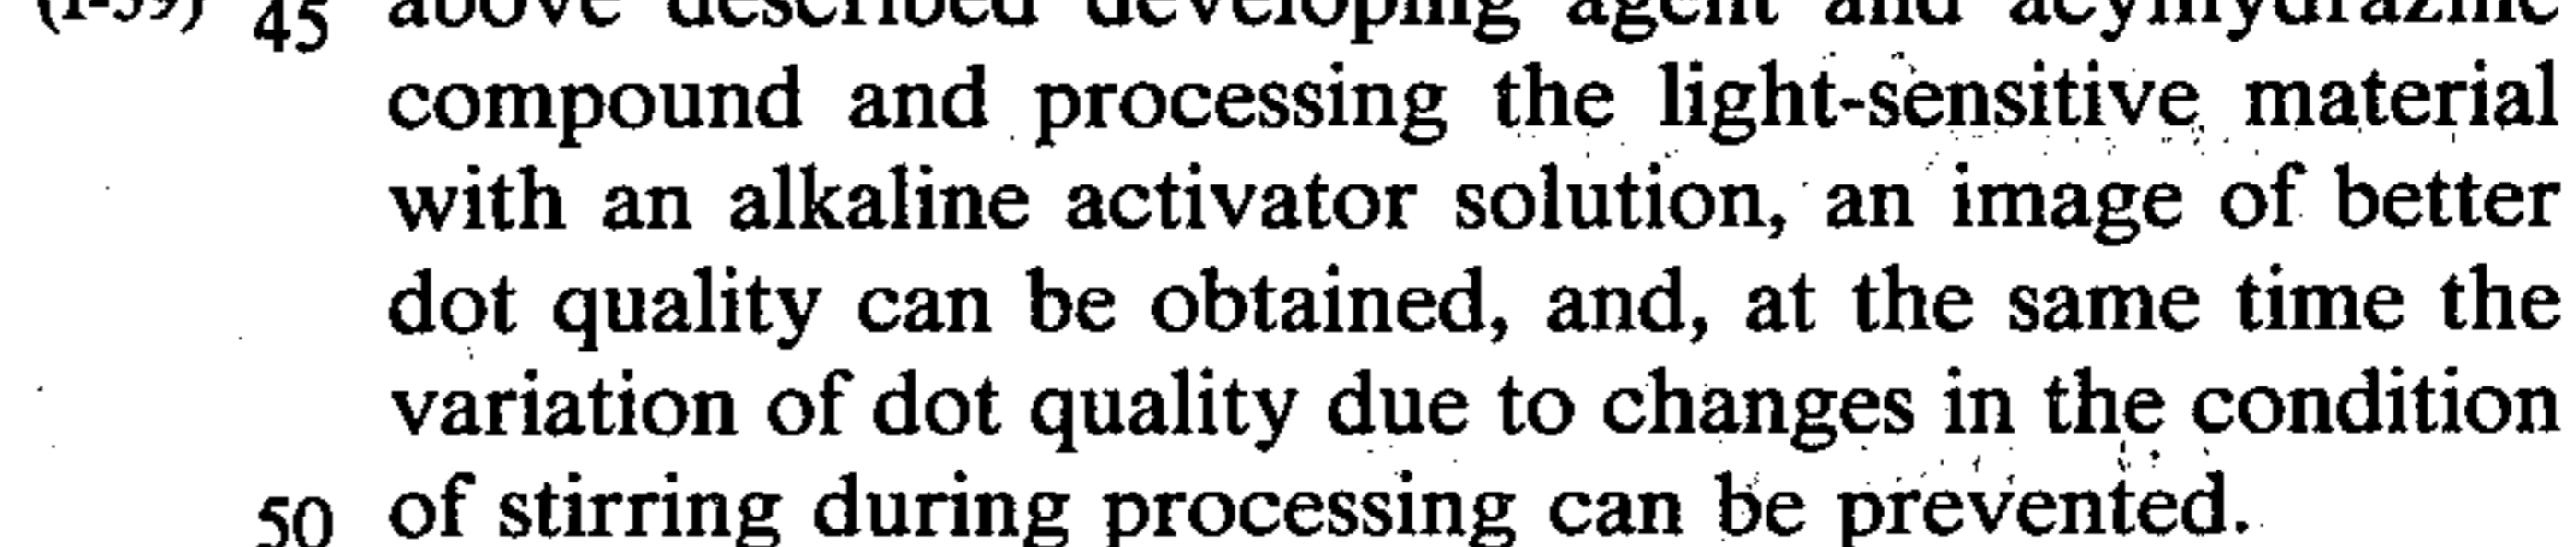 (I-39) 45 above described developing agent and acylhydrazine
compound and processing the light-sensitive material
with an alkaline activator solution, an image of better
dot quality can be obtained, and, at the same time the
variation of dot quality due to changes in the condition
50 of stirring during processing can be prevented.